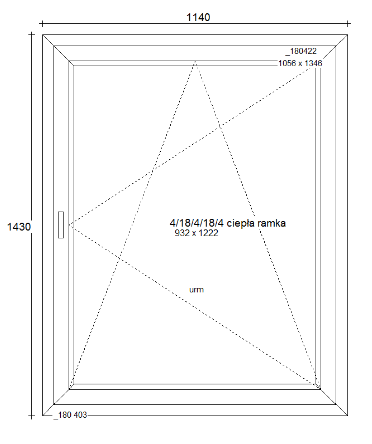 1140
_180422
1056 x 1346
1430
4/18/4/18/4 ciepła ramka
932 x 1222
urm
_180 403